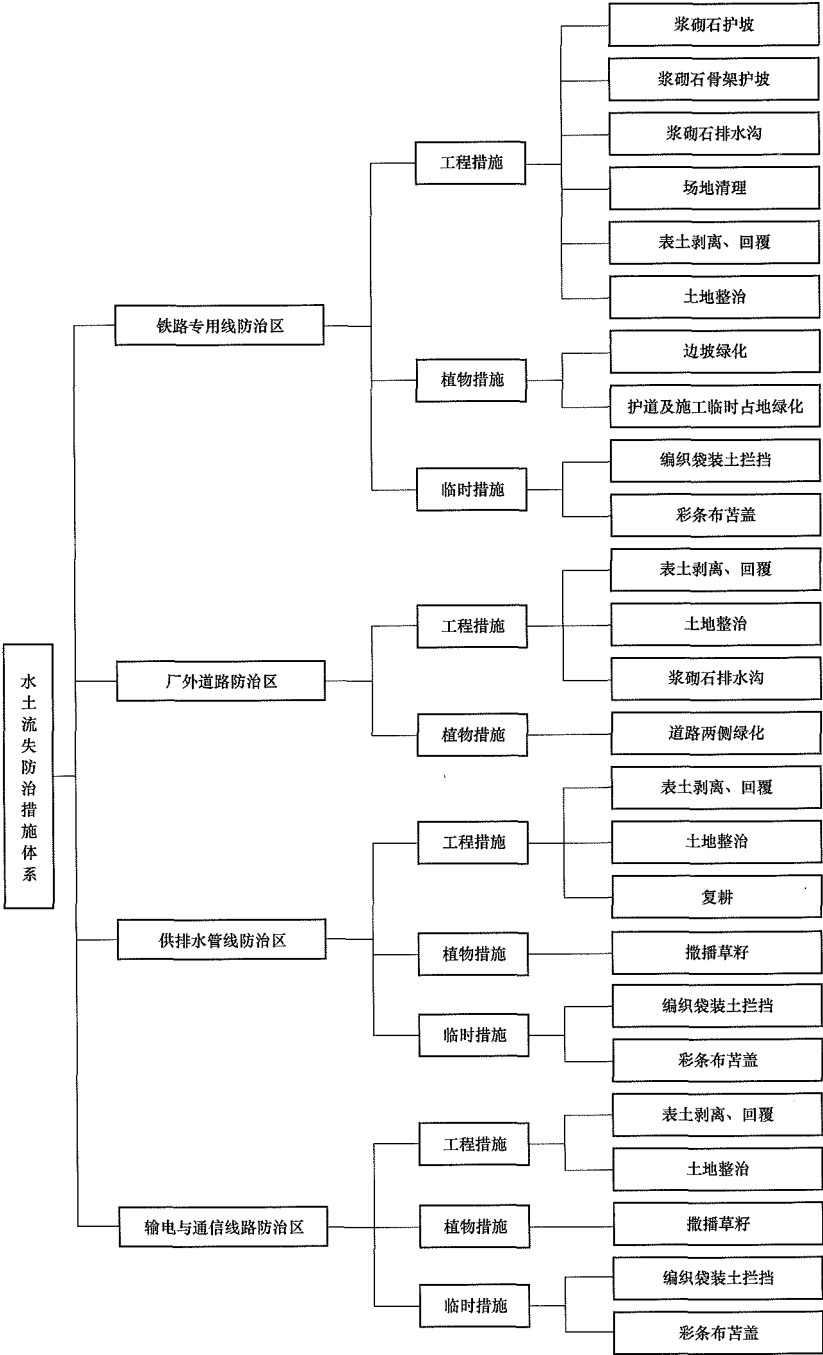 水土流失防治措施体系
铁路专用线防治区
工程措施
浆砌石护坡
浆砌石骨架护坡
浆砌石排水沟
场地清理
表土剥离、回覆
土地整治
植物措施
边坡绿化
护道及施工临时占地绿化
临时措施
编织袋装土拦挡
彩条布苫盖
厂外道路防治区
工程措施
表土剥离、回覆
土地整治
浆砌石排水沟
植物措施
道路两侧绿化
供排水管线防治区
工程措施
表土剥离、回覆
土地整治
复耕
植物措施
撒播草籽
临时措施
编织袋装土拦挡
彩条布苫盖
输电与通信线路防治区
工程措施
表土剥离、回覆
土地整治
植物措施
撒播草籽
临时措施
编织袋装土拦挡
彩条布苫盖